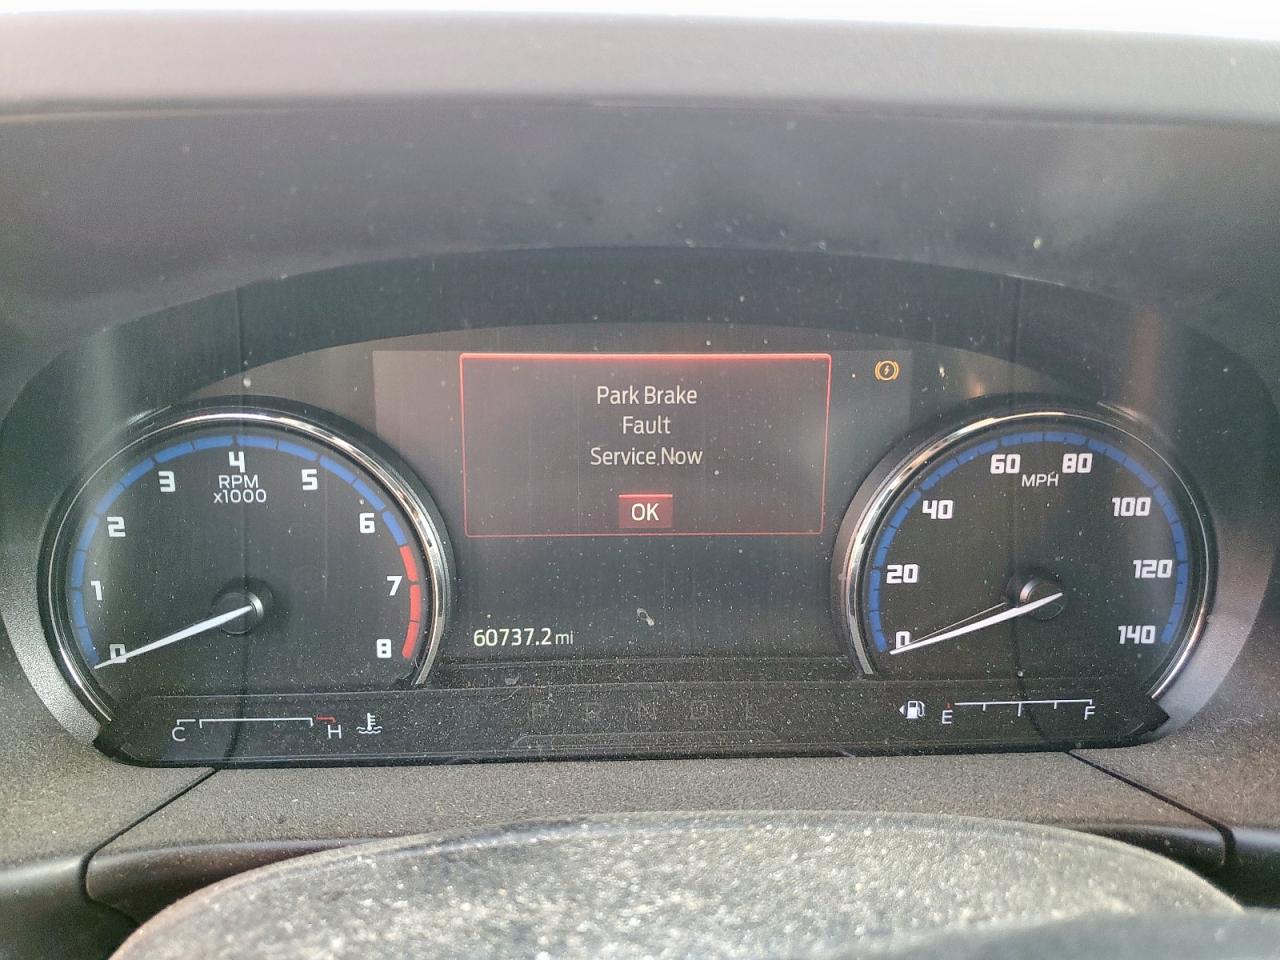 Park Brake
Fault
Service Now
OK
0 1 2 3 4 5 6 7 8
RPM
x1000
0 20 40 60 80 100 120 140
MPH
60737.2 mi
C H
P R N D
E F